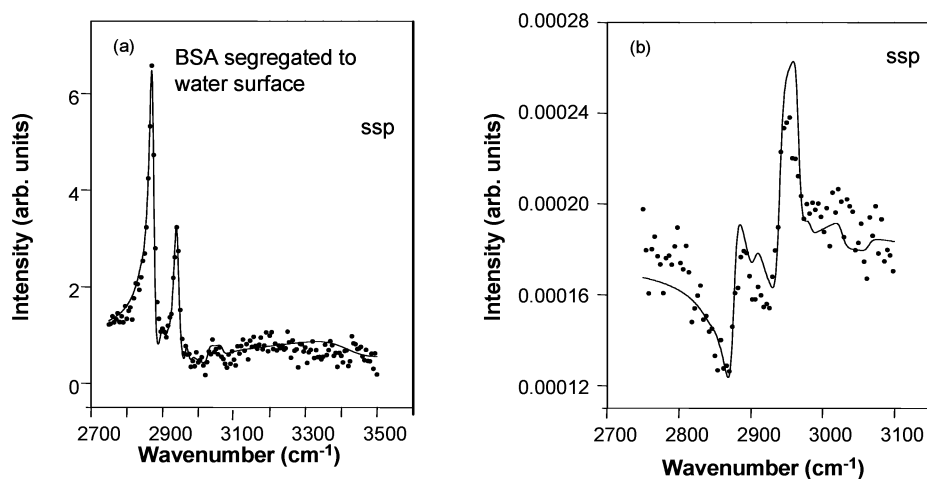 (a)
BSA segregated to
water surface
ssp
Intensity (arb. units)
6
4
2
0
2700 2900 3100 3300 3500
Wavenumber (cm-1)
(b)
ssp
Intensity (arb. units)
0.00028
0.00024
0.00020
0.00016
0.00012
2700 2800 2900 3000 3100
Wavenumber (cm-1)